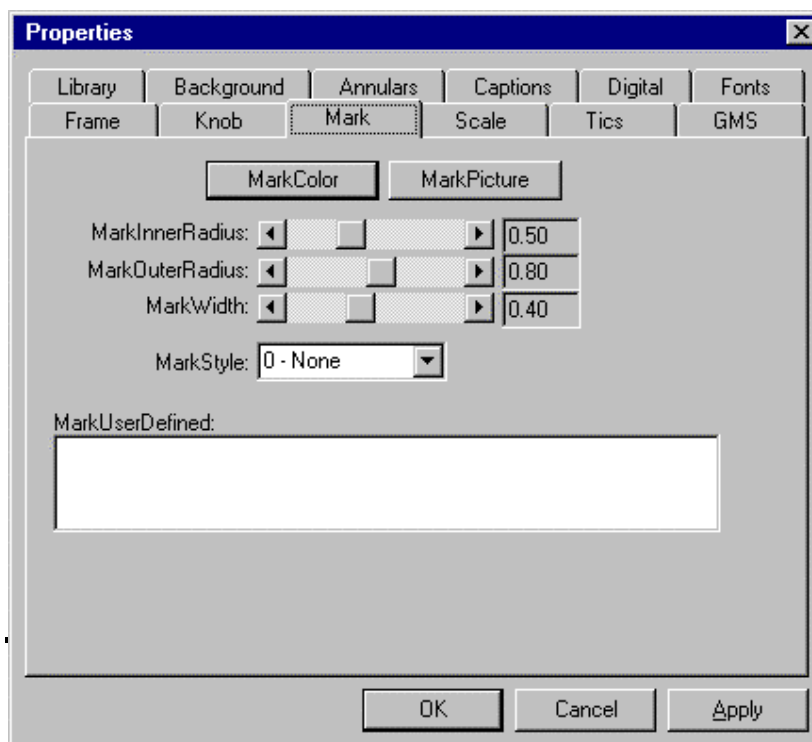 Properties
Library Background Annulars Captions Digital Fonts
Frame Knob Mark Scale Tics GMS
MarkColor MarkPicture
MarkInnerRadius: 0.50
MarkOuterRadius: 0.80
MarkWidth: 0.40
MarkStyle: 0 - None
MarkUserDefined:
OK Cancel Apply